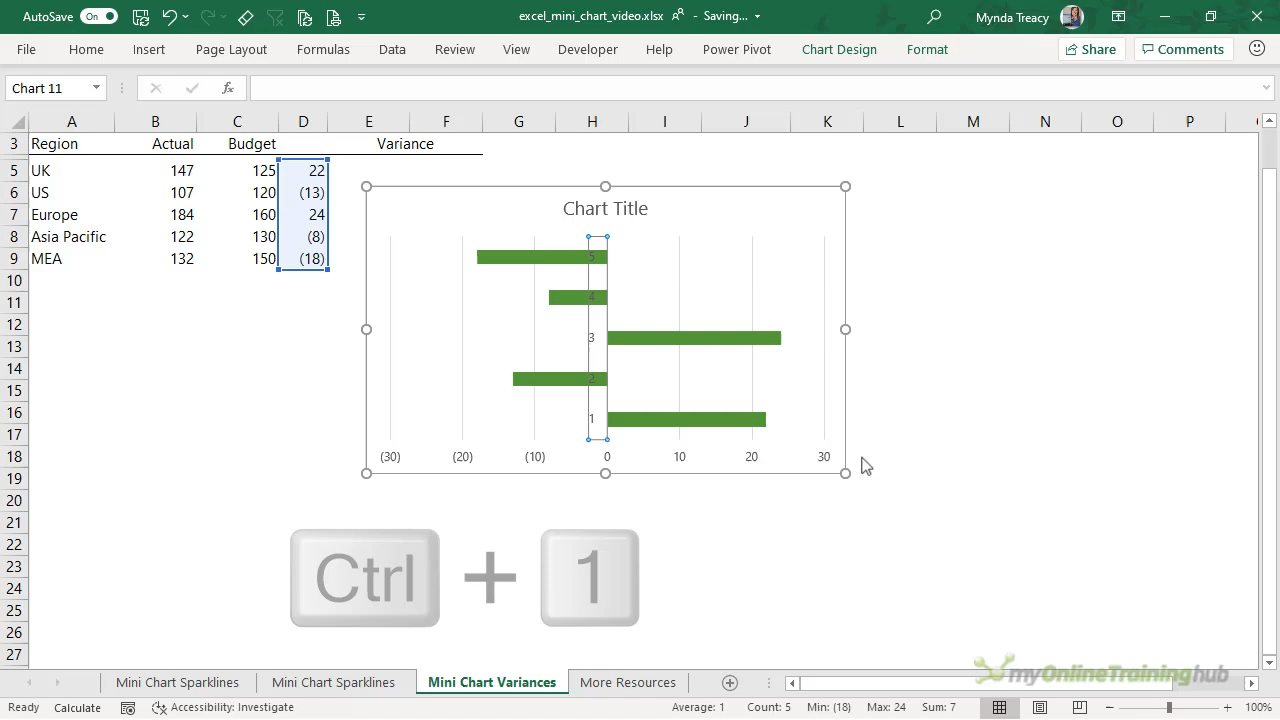 AutoSave On excel_mini_chart_video.xlsx - Saving... Mynda Treacy
File Home Insert Page Layout Formulas Data Review View Developer Help Power Pivot Chart Design Format Share Comments
Chart 11 fx
A B C D E F G H I J K L M N O P
3 Region Actual Budget Variance
5 UK 147 125 22
6 US 107 120 (13)
7 Europe 184 160 24
8 Asia Pacific 122 130 (8)
9 MEA 132 150 (18)
10
11
12
13
14
15
16
17
18
19
20
21
22
23
24
25
26
27
Chart Title
5
4
3
2
1
(30) (20) (10) 0 10 20 30
Ctrl + 1
myOnlineTraininghub
Mini Chart Sparklines Mini Chart Spar Mini Chart Variances More Resources
Ready Calculate Accessibility: Investigate Average: 1 Count: 5 Min: (18) Max: 24 Sum: 7 100%